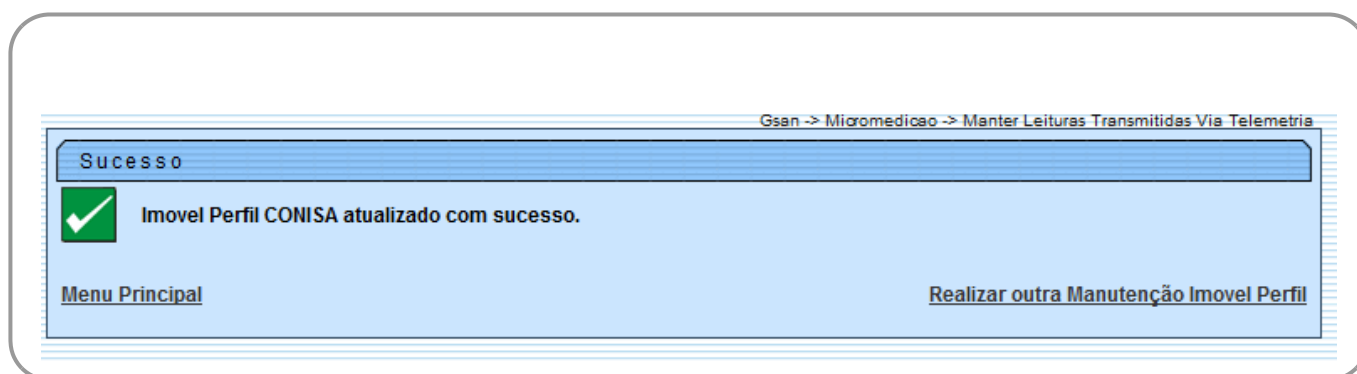 Gsan -> Micromedicao -> Manter Leituras Transmitidas Via Telemetria
Sucesso
Imovel Perfil CONISA atualizado com sucesso.
Menu Principal
Realizar outra Manutenção Imovel Perfil